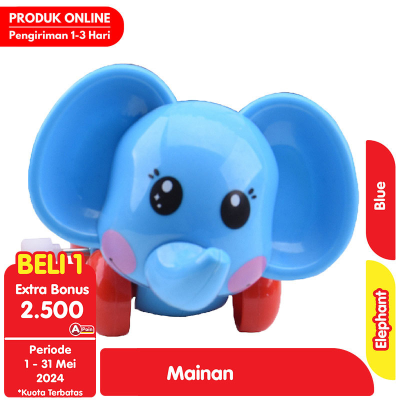 PRODUK ONLINE
Pengiriman 1-3 Hari
Blue
Elephant
BELI 1
Extra Bonus
2.500
A Poin
Periode
1 - 31 Mei
2024
*Kuota Terbatas
Mainan